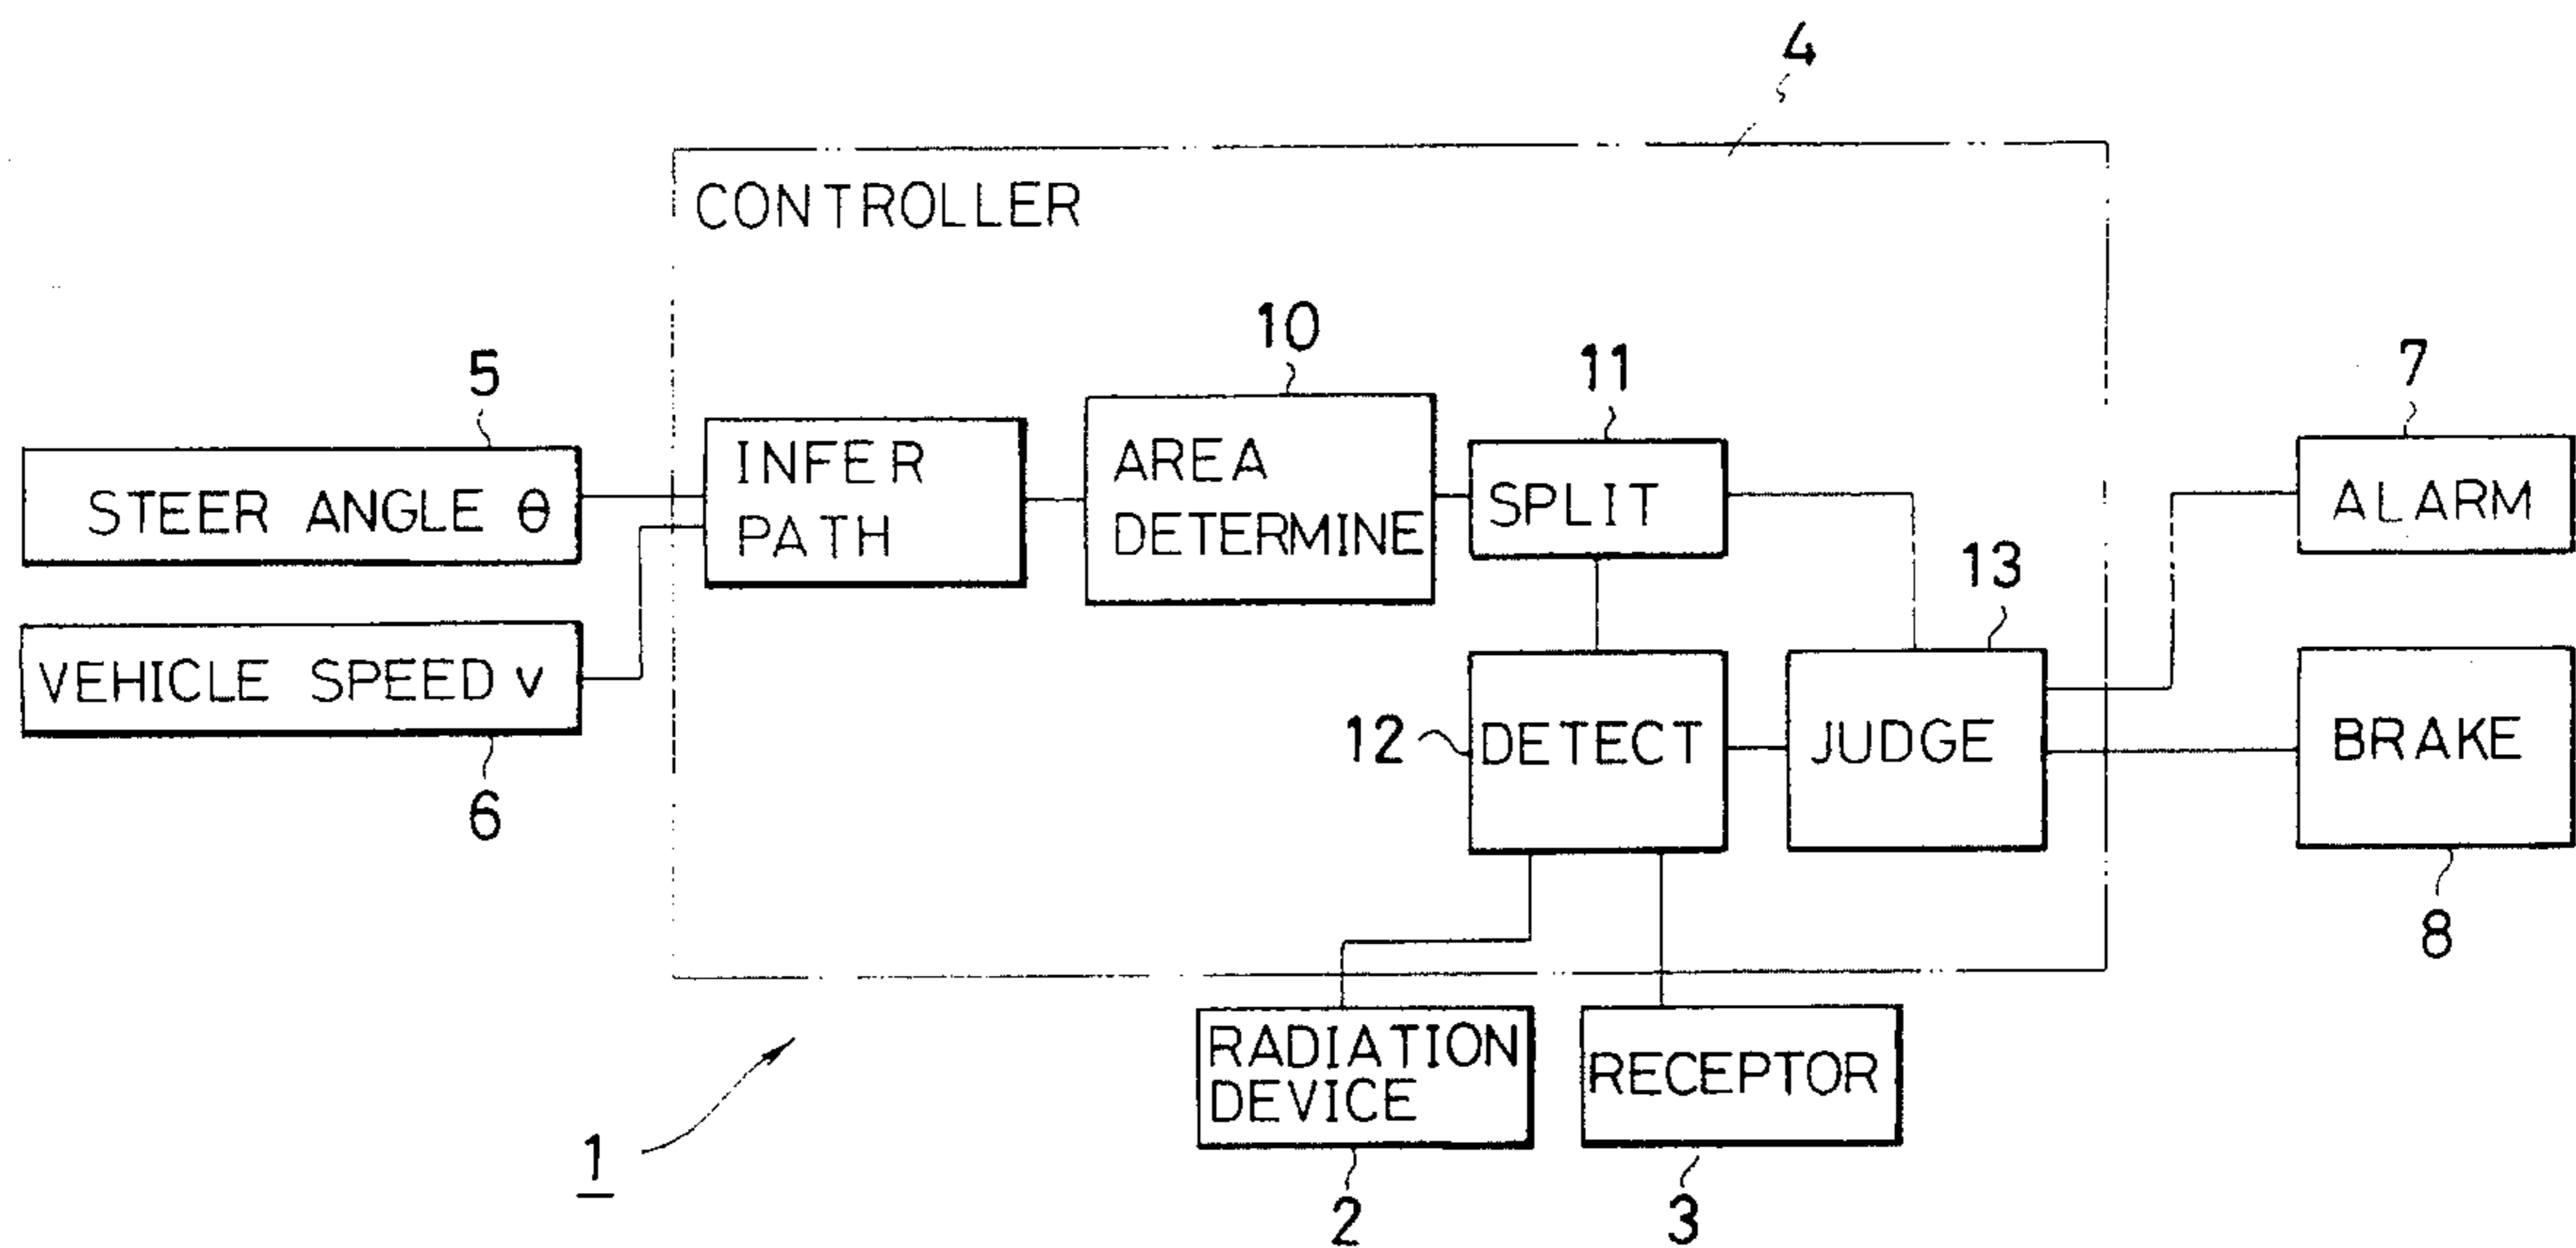 4
CONTROLLER
10
11
5
7
INFER
PATH
AREA
DETERMINE
SPLIT
STEER ANGLE θ
ALARM
13
VEHICLE SPEED v
12
DETECT
JUDGE
BRAKE
6
8
RADIATION
DEVICE
RECEPTOR
1
2
3